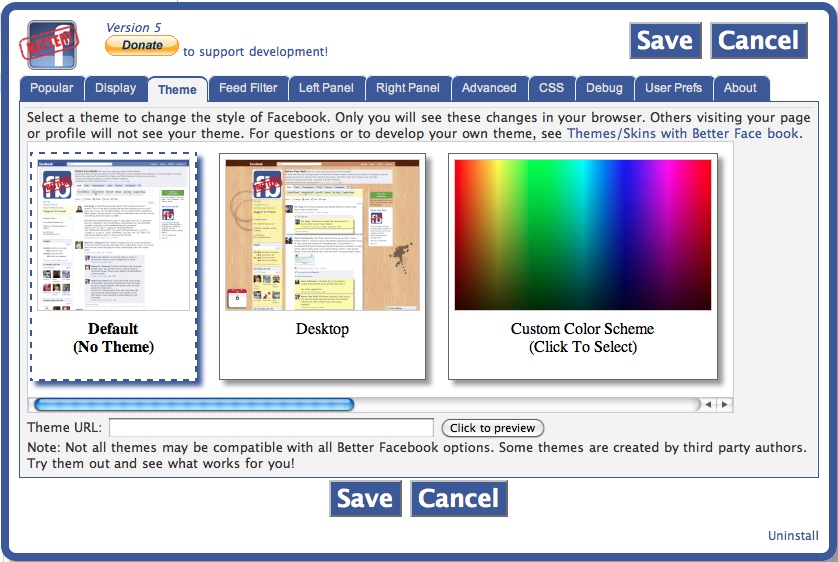 BETTER
Version 5
Donate to support development!
Save Cancel
Popular Display Theme Feed Filter Left Panel Right Panel Advanced CSS Debug User Prefs About
Select a theme to change the style of Facebook. Only you will see these changes in your browser. Others visiting your page
or profile will not see your theme. For questions or to develop your own theme, see Themes/Skins with Better Face book.
Default
(No Theme)
Desktop
Custom Color Scheme
(Click To Select)
Theme URL: Click to preview
Note: Not all themes may be compatible with all Better Facebook options. Some themes are created by third party authors.
Try them out and see what works for you!
Save Cancel
Uninstall